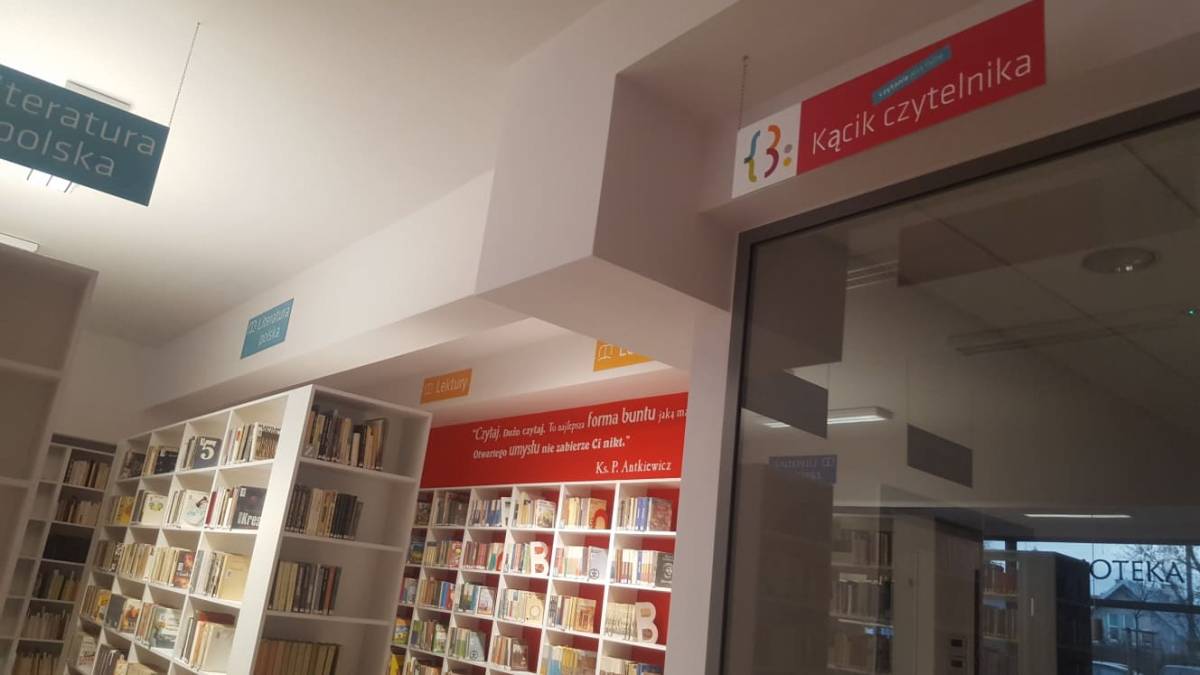 iteratura
polska
Literatura
polska
Lektury
Kącik czytelnika
"Czytaj. Dużo czytaj. To najlepsza forma buntu jaką ma
Otwartego umysłu nie zabierze Ci nikt."
Ks. P. Antkiewicz
5
B
B
OTEKA